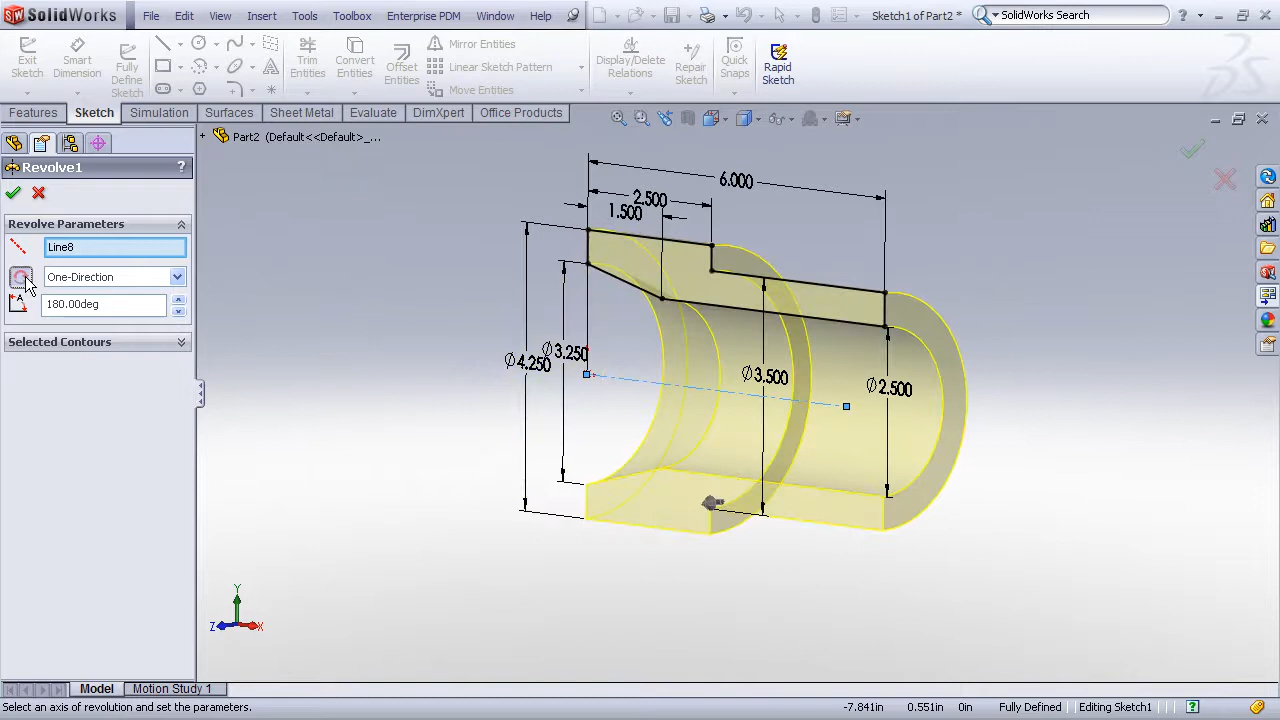 SolidWorks File Edit View Insert Tools Toolbox Enterprise PDM Window Help Sketch1 of Part2 * SolidWorks Search
Exit Sketch
Smart Dimension
Fully Define Sketch
Trim Entities
Convert Entities
Offset Entities
Mirror Entities
Linear Sketch Pattern
Move Entities
Display/Delete Relations
Repair Sketch
Quick Snaps
Rapid Sketch
Features Sketch Simulation Surfaces Sheet Metal Evaluate DimXpert Office Products
Part2 (Default<<Default>_...
Revolve1 ?
Revolve Parameters
Line8
One-Direction
180.00deg
Selected Contours
6.000
2.500
1.500
Ø4.250
Ø3.250
Ø3.500
Ø2.500
Y
Z X
Model Motion Study 1
Select an axis of revolution and set the parameters. -7.841in 0.551in 0in Fully Defined Editing Sketch1